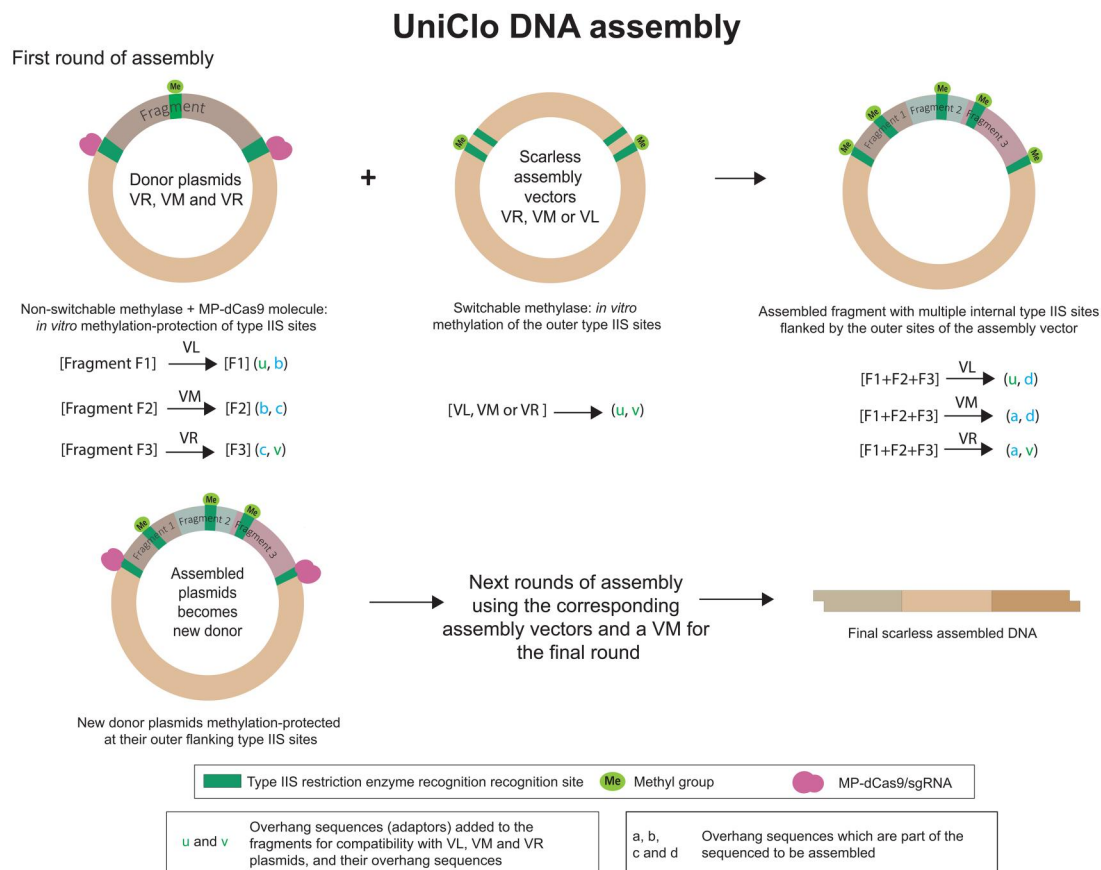 UniClo DNA assembly
First round of assembly
Me
Fragment
Donor plasmids
VR, VM and VR
+
Me
Me
Scarless
assembly
vectors
VR, VM or VL
Me
Me
Me
Me
Me
Fragment 1
Fragment 2
Fragment 3
Non-switchable methylase + MP-dCas9 molecule:
in vitro methylation-protection of type IIS sites
Switchable methylase: in vitro
methylation of the outer type IIS sites
Assembled fragment with multiple internal type IIS sites
flanked by the outer sites of the assembly vector
VL
[Fragment F1] → [F1] (u, b)
VM
[Fragment F2] → [F2] (b, c)
VR
[Fragment F3] → [F3] (c, v)
[VL, VM or VR ] → (u, v)
VL
[F1+F2+F3] → (u, d)
VM
[F1+F2+F3] → (a, d)
VR
[F1+F2+F3] → (a, v)
Me
Me
Me
Fragment 1
Fragment 2
Fragment 3
Assembled
plasmids
becomes
new donor
Next rounds of assembly
using the corresponding
assembly vectors and a VM for
the final round
Final scarless assembled DNA
New donor plasmids methylation-protected
at their outer flanking type IIS sites
Type IIS restriction enzyme recognition recognition site
Me
Methyl group
MP-dCas9/sgRNA
u and v
Overhang sequences (adaptors) added to the
fragments for compatibility with VL, VM and VR
plasmids, and their overhang sequences
a, b,
c and d
Overhang sequences which are part of the
sequenced to be assembled